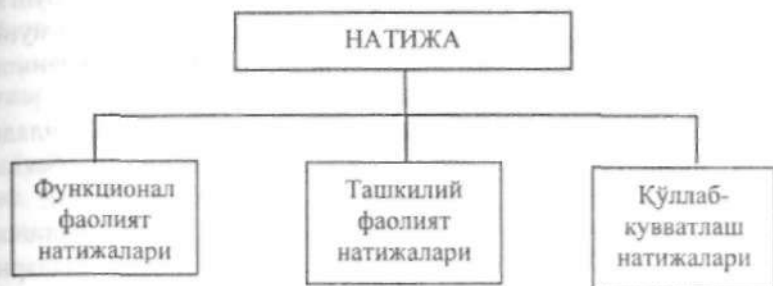 НАТИЖА
Функционал
фаолият
натижалари
Ташкилий
фаолият
натижалари
Қўллаб-
қувватлаш
натижалари